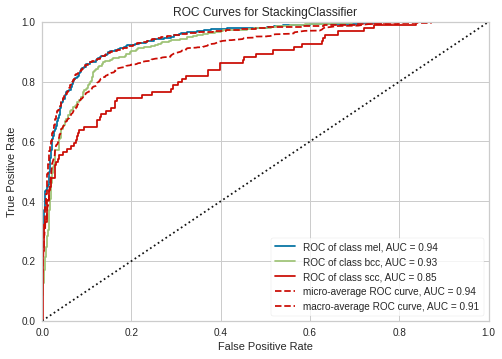 ROC Curves for StackingClassifier
True Positive Rate
1.0
0.8
0.6
0.4
0.2
0.0
0.0 0.2 0.4 0.6 0.8 1.0
False Positive Rate
ROC of class mel, AUC = 0.94
ROC of class bcc, AUC = 0.93
ROC of class scc, AUC = 0.85
micro-average ROC curve, AUC = 0.94
macro-average ROC curve, AUC = 0.91